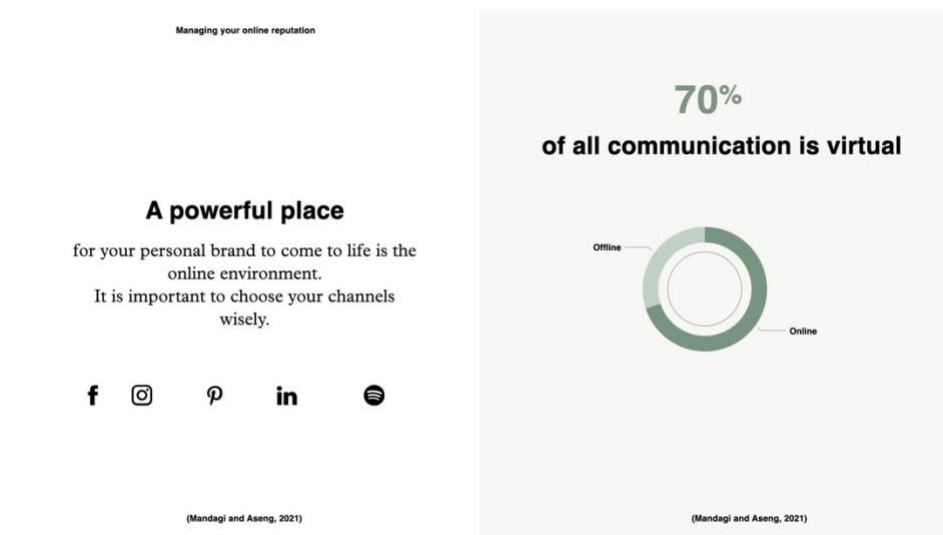 Managing your online reputation
A powerful place
for your personal brand to come to life is the
online environment.
It is important to choose your channels
wisely.
(Mandagi and Aseng, 2021)
70%
of all communication is virtual
Offline
Online
(Mandagi and Aseng, 2021)